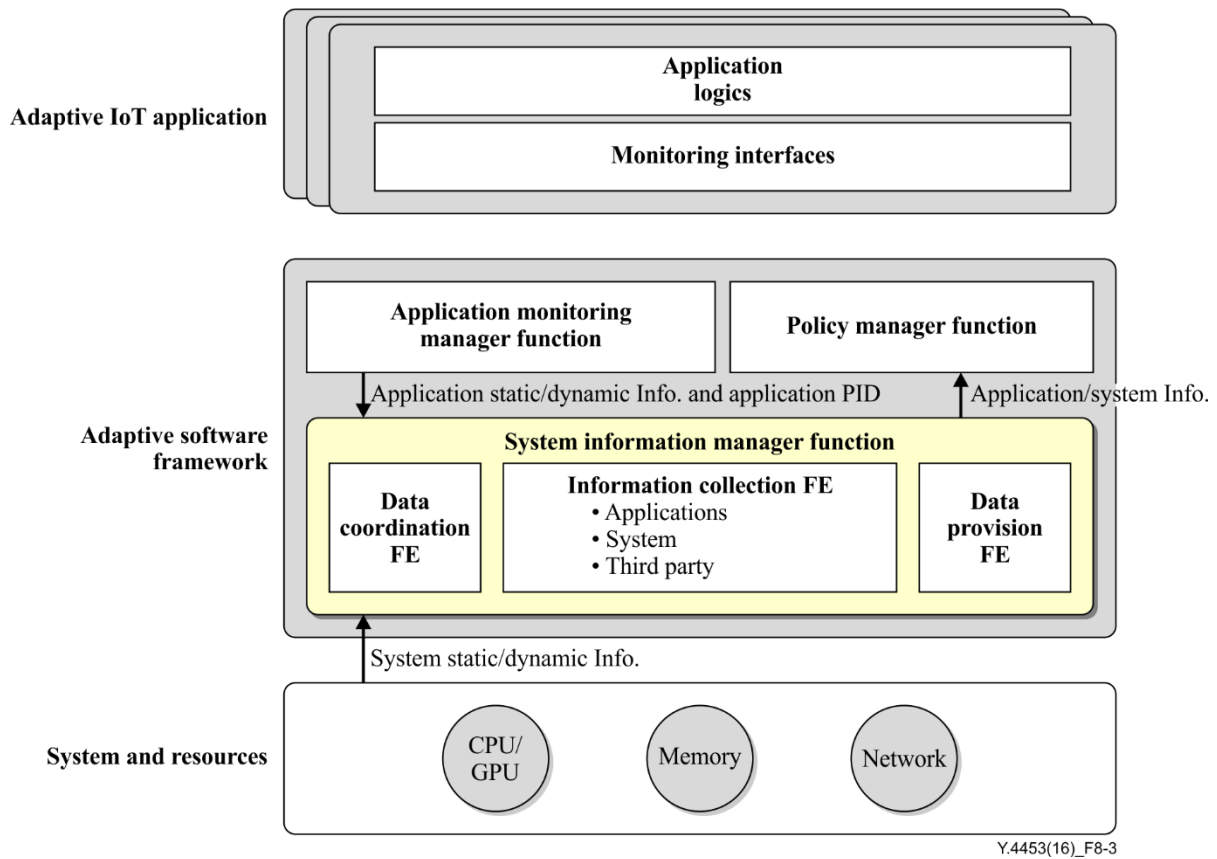 Application
logics
Adaptive IoT application
Monitoring interfaces
Application monitoring
manager function
Policy manager function
Application static/dynamic Info. and application PID
Application/system Info.
Adaptive software
framework
System information manager function
Data
coordination
FE
Information collection FE
• Applications
• System
• Third party
Data
provision
FE
System static/dynamic Info.
System and resources
CPU/
GPU
Memory
Network
Y.4453(16)_F8-3